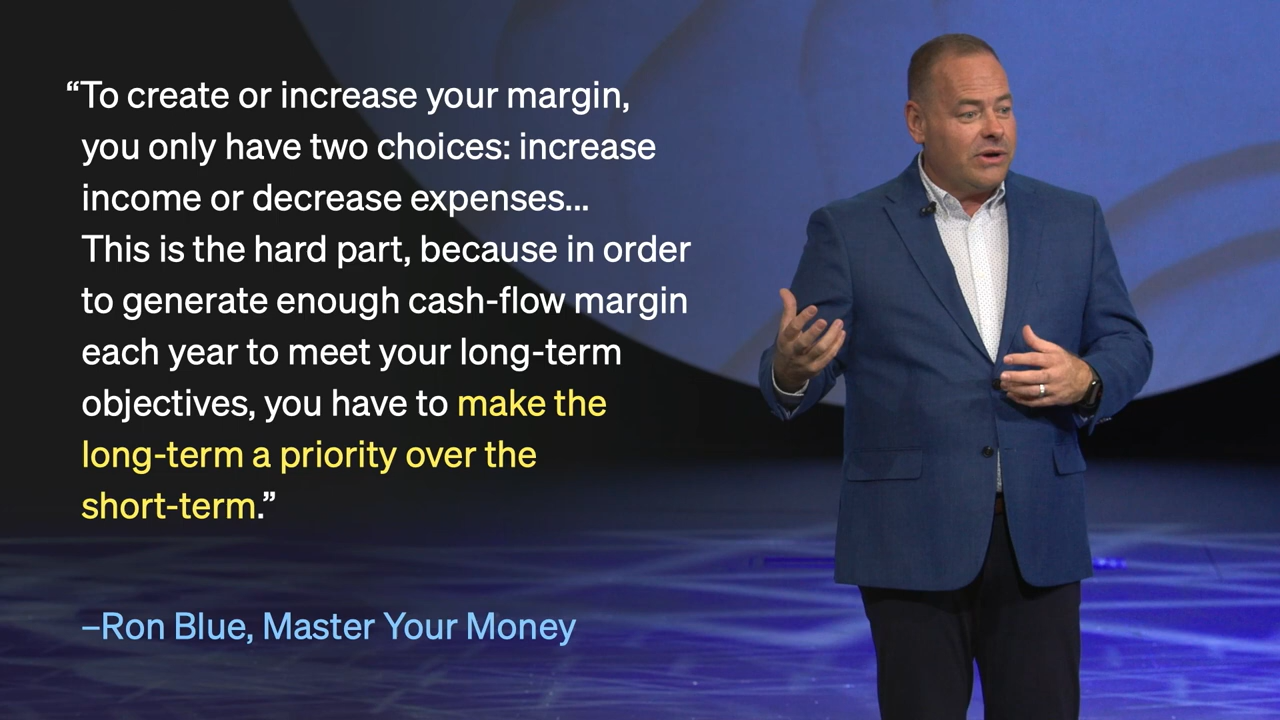 “To create or increase your margin,
you only have two choices: increase
income or decrease expenses...
This is the hard part, because in order
to generate enough cash-flow margin
each year to meet your long-term
objectives, you have to make the
long-term a priority over the
short-term.”
–Ron Blue, Master Your Money